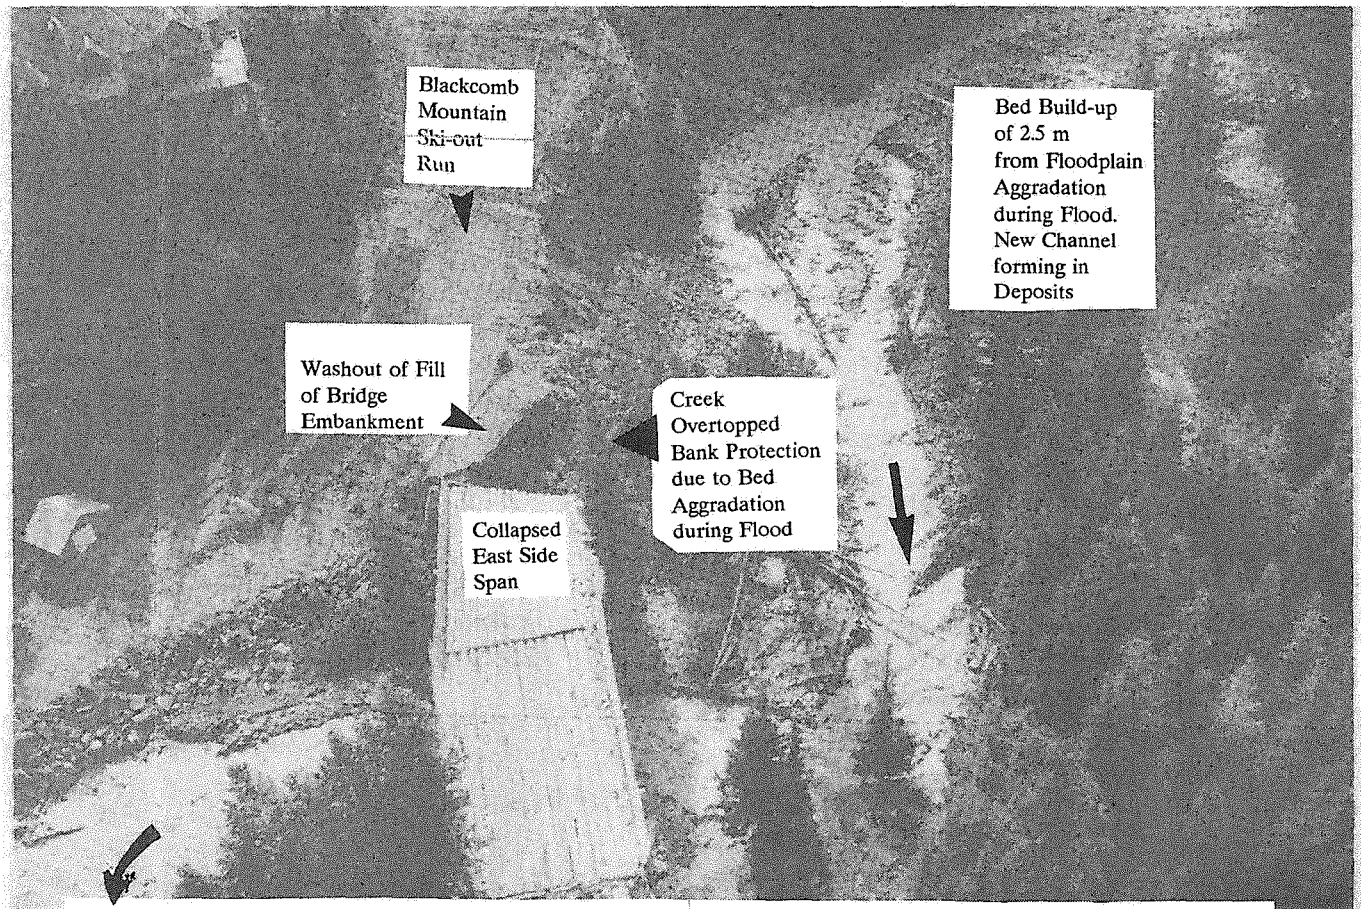 Blackcomb
Mountain
Ski-out
Run
Bed Build-up
of 2.5 m
from Floodplain
Aggradation
during Flood.
New Channel
forming in
Deposits
Washout of Fill
of Bridge
Embankment
Creek
Overtopped
Bank Protection
due to Bed
Aggradation
during Flood
Collapsed
East Side
Span